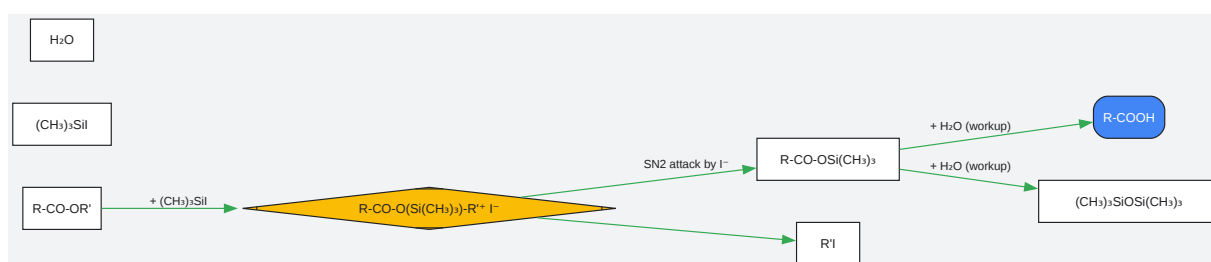 H₂O
(CH₃)₃SiI
R-CO-OR'
+ (CH₃)₃SiI
R-CO-O(Si(CH₃)₃)-R'⁺ I⁻
SN2 attack by I⁻
R-CO-OSi(CH₃)₃
R'I
+ H₂O (workup)
R-COOH
+ H₂O (workup)
(CH₃)₃SiOSi(CH₃)₃